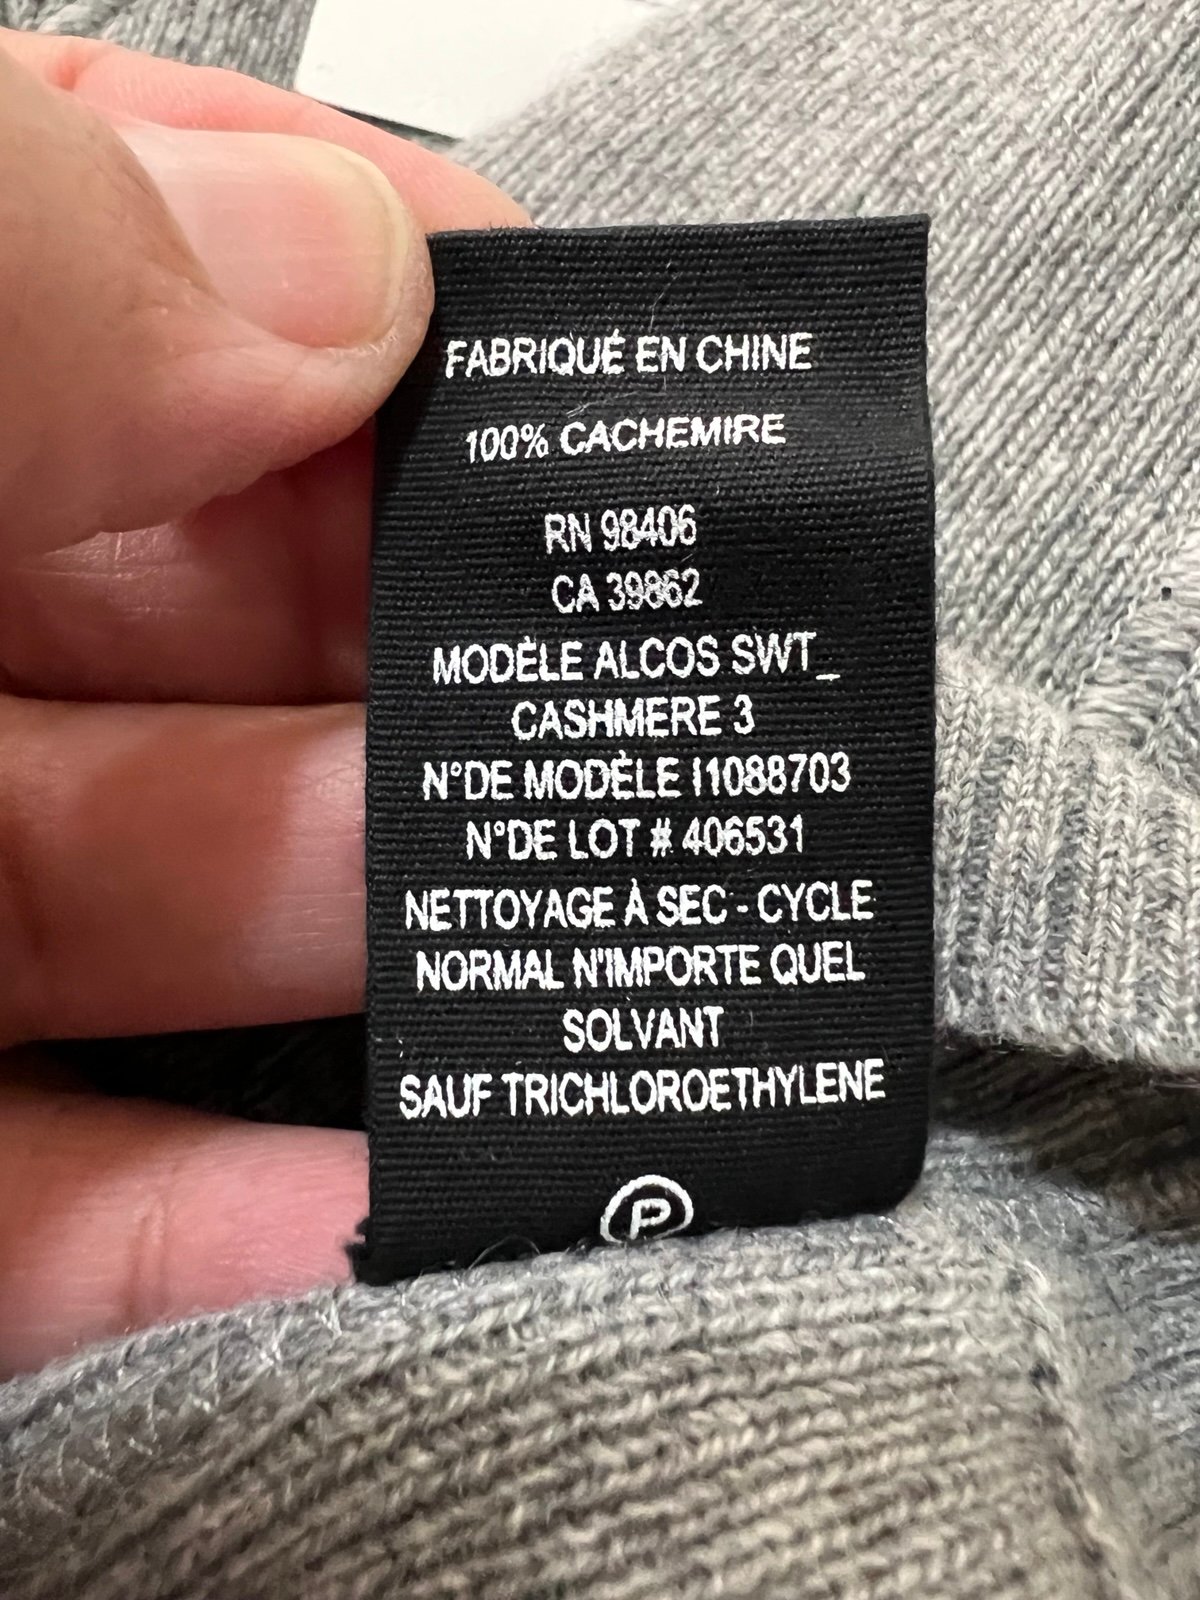 FABRIQUÉ EN CHINE
100% CACHEMIRE
RN 98406
CA 39862
MODÈLE ALCOS SWT_
CASHMERE 3
N°DE MODÈLE I1088703
N°DE LOT # 406531
NETTOYAGE À SEC - CYCLE
NORMAL N'IMPORTE QUEL
SOLVANT
SAUF TRICHLOROETHYLENE
P